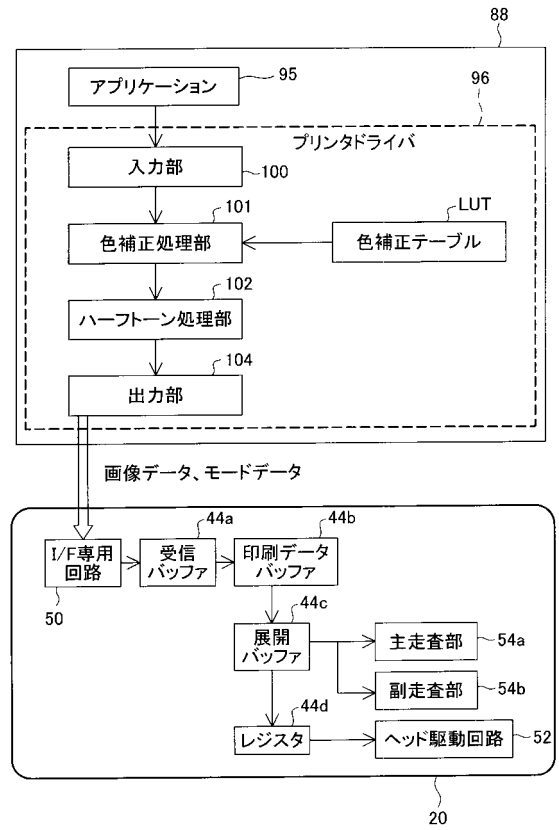 88
アプリケーション
95
96
プリンタドライバ
入力部
100
101
LUT
色補正処理部
色補正テーブル
102
ハーフトーン処理部
104
出力部
画像データ、モードデータ
44a
44b
I/F専用
回路
受信
バッファ
印刷データ
バッファ
50
44c
展開
バッファ
主走査部
54a
副走査部
54b
44d
レジスタ
ヘッド駆動回路
52
20